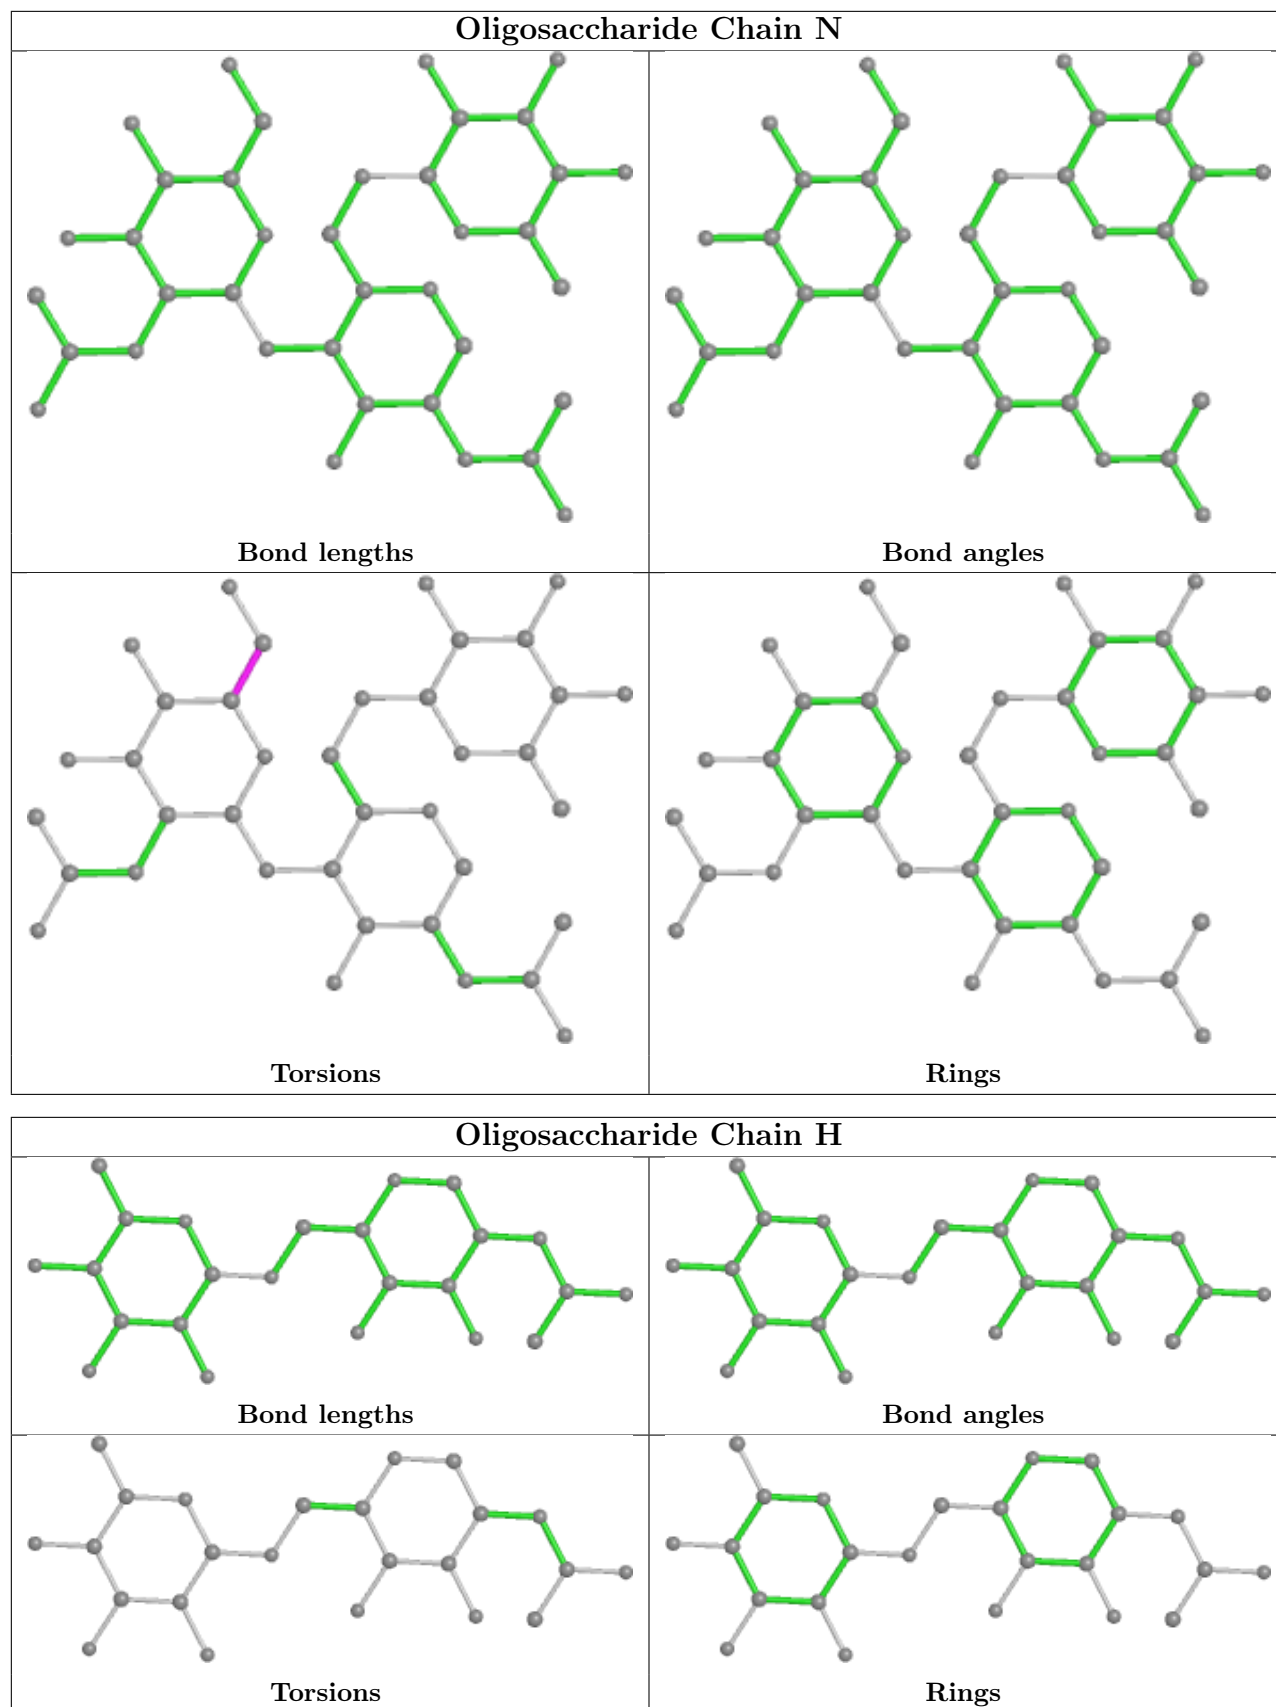 Oligosaccharide Chain N
Bond lengths
Bond angles
Torsions
Rings
Oligosaccharide Chain H
Bond lengths
Bond angles
Torsions
Rings